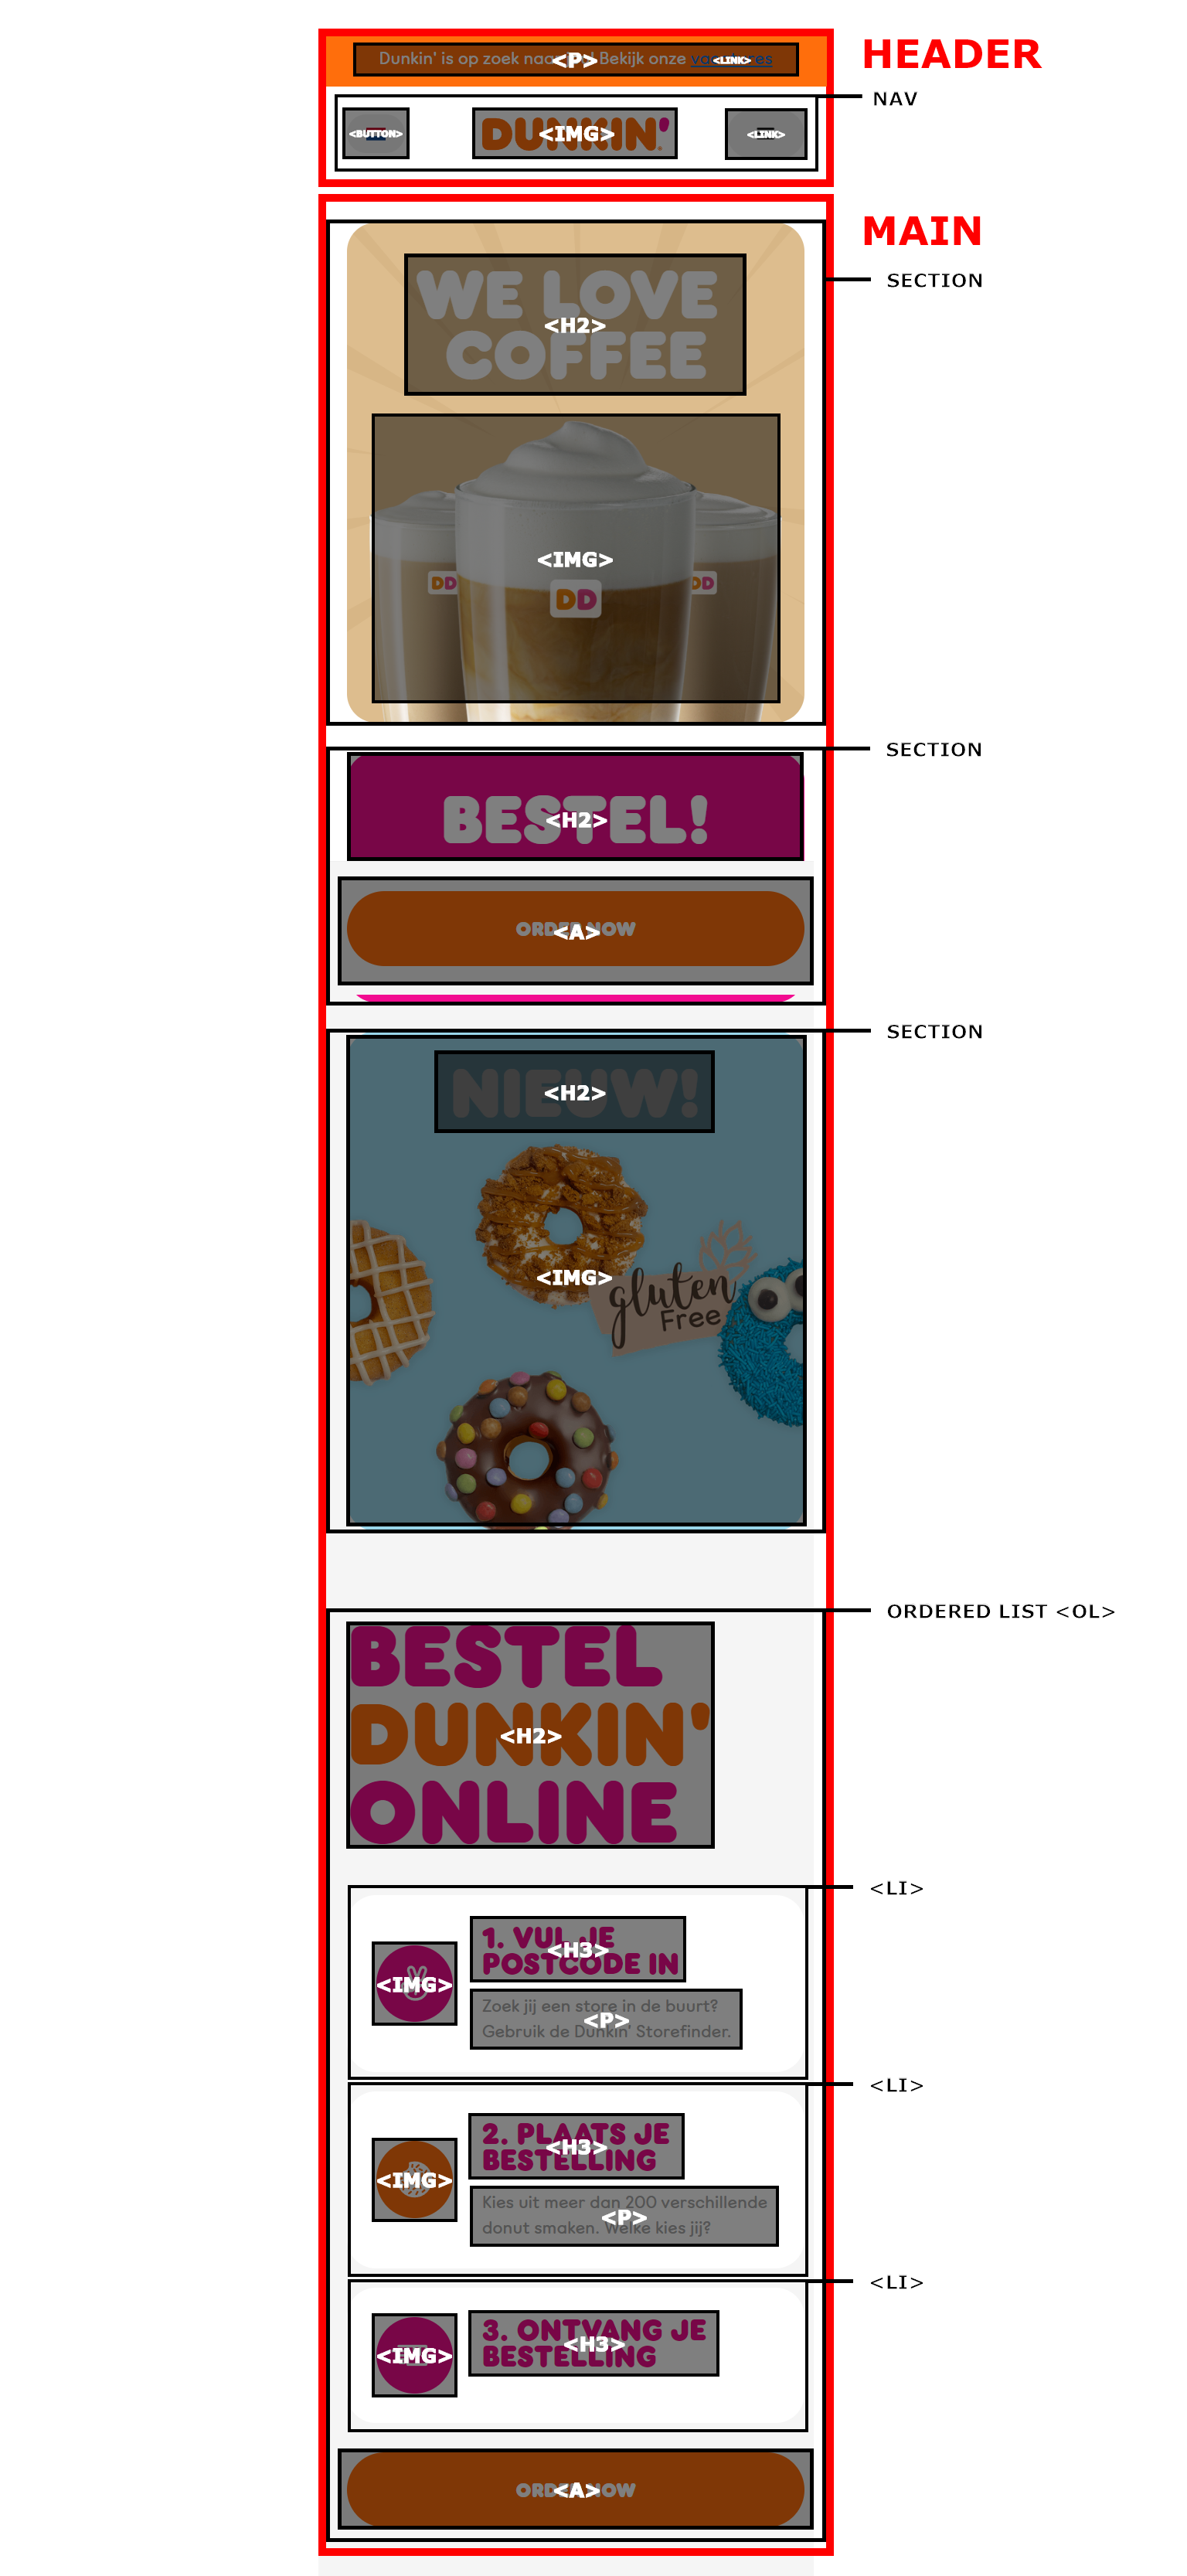 HEADER
Dunkin' is op zoek naar jou! Bekijk onze vacatures
<P>
<LINK>
NAV
<BUTTON>
DUNKIN'
<IMG>
<LINK>
MAIN
SECTION
WE LOVE
COFFEE
<H2>
<IMG>
DD
DD
DD
SECTION
BESTEL!
<H2>
ORDER NOW
<A>
SECTION
NIEUW!
<H2>
<IMG>
gluten
Free
ORDERED LIST <OL>
BESTEL
DUNKIN'
ONLINE
<H2>
<LI>
1. VUL JE
POSTCODE IN
<H3>
<IMG>
Zoek jij een store in de buurt?
Gebruik de Dunkin' Storefinder.
<P>
<LI>
2. PLAATS JE
BESTELLING
<H3>
<IMG>
Kies uit meer dan 200 verschillende
donut smaken. Welke kies jij?
<P>
<LI>
3. ONTVANG JE
BESTELLING
<H3>
<IMG>
ORDER NOW
<A>